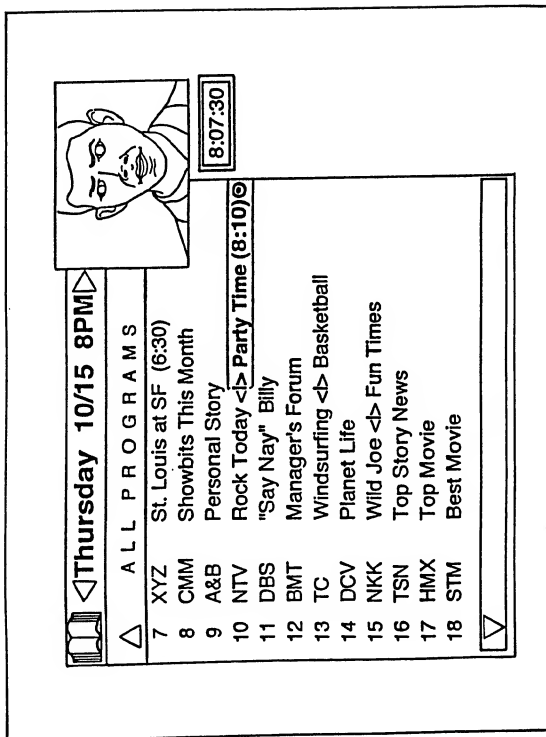 ◁Thursday 10/15 8PM▷
8:07:30
ALL PROGRAMS
7 XYZ St. Louis at SF (6:30)
8 CMM Showbits This Month
9 A&B Personal Story
10 NTV Rock Today <I> Party Time (8:10)
11 DBS "Say Nay" Billy
12 BMT Manager's Forum
13 TC Windsurfing <I> Basketball
14 DCV Planet Life
15 NKK Wild Joe <I> Fun Times
16 TSN Top Story News
17 HMX Top Movie
18 STM Best Movie